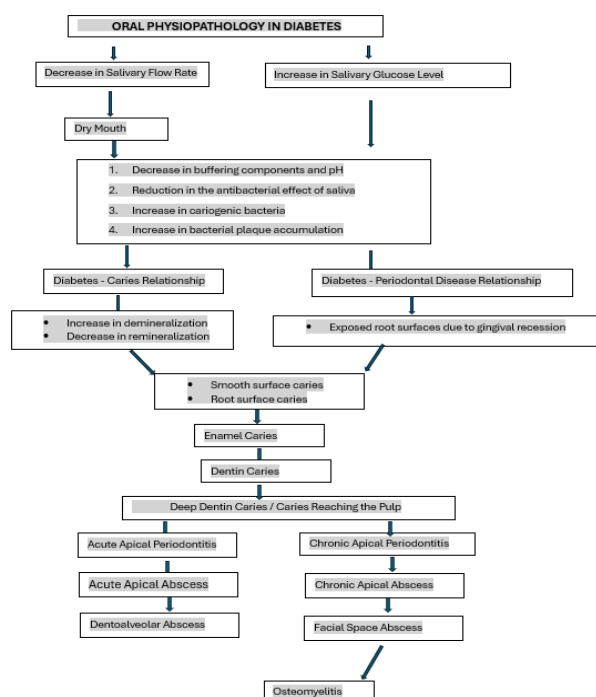 ORAL PHYSIOPATHOLOGY IN DIABETES
Decrease in Salivary Flow Rate
Increase in Salivary Glucose Level
Dry Mouth
1. Decrease in buffering components and pH
2. Reduction in the antibacterial effect of saliva
3. Increase in cariogenic bacteria
4. Increase in bacterial plaque accumulation
Diabetes - Caries Relationship
Diabetes - Periodontal Disease Relationship
• Increase in demineralization
• Decrease in remineralization
• Exposed root surfaces due to gingival recession
• Smooth surface caries
• Root surface caries
Enamel Caries
Dentin Caries
Deep Dentin Caries / Caries Reaching the Pulp
Acute Apical Periodontitis
Chronic Apical Periodontitis
Acute Apical Abscess
Chronic Apical Abscess
Dentoalveolar Abscess
Facial Space Abscess
Osteomyelitis